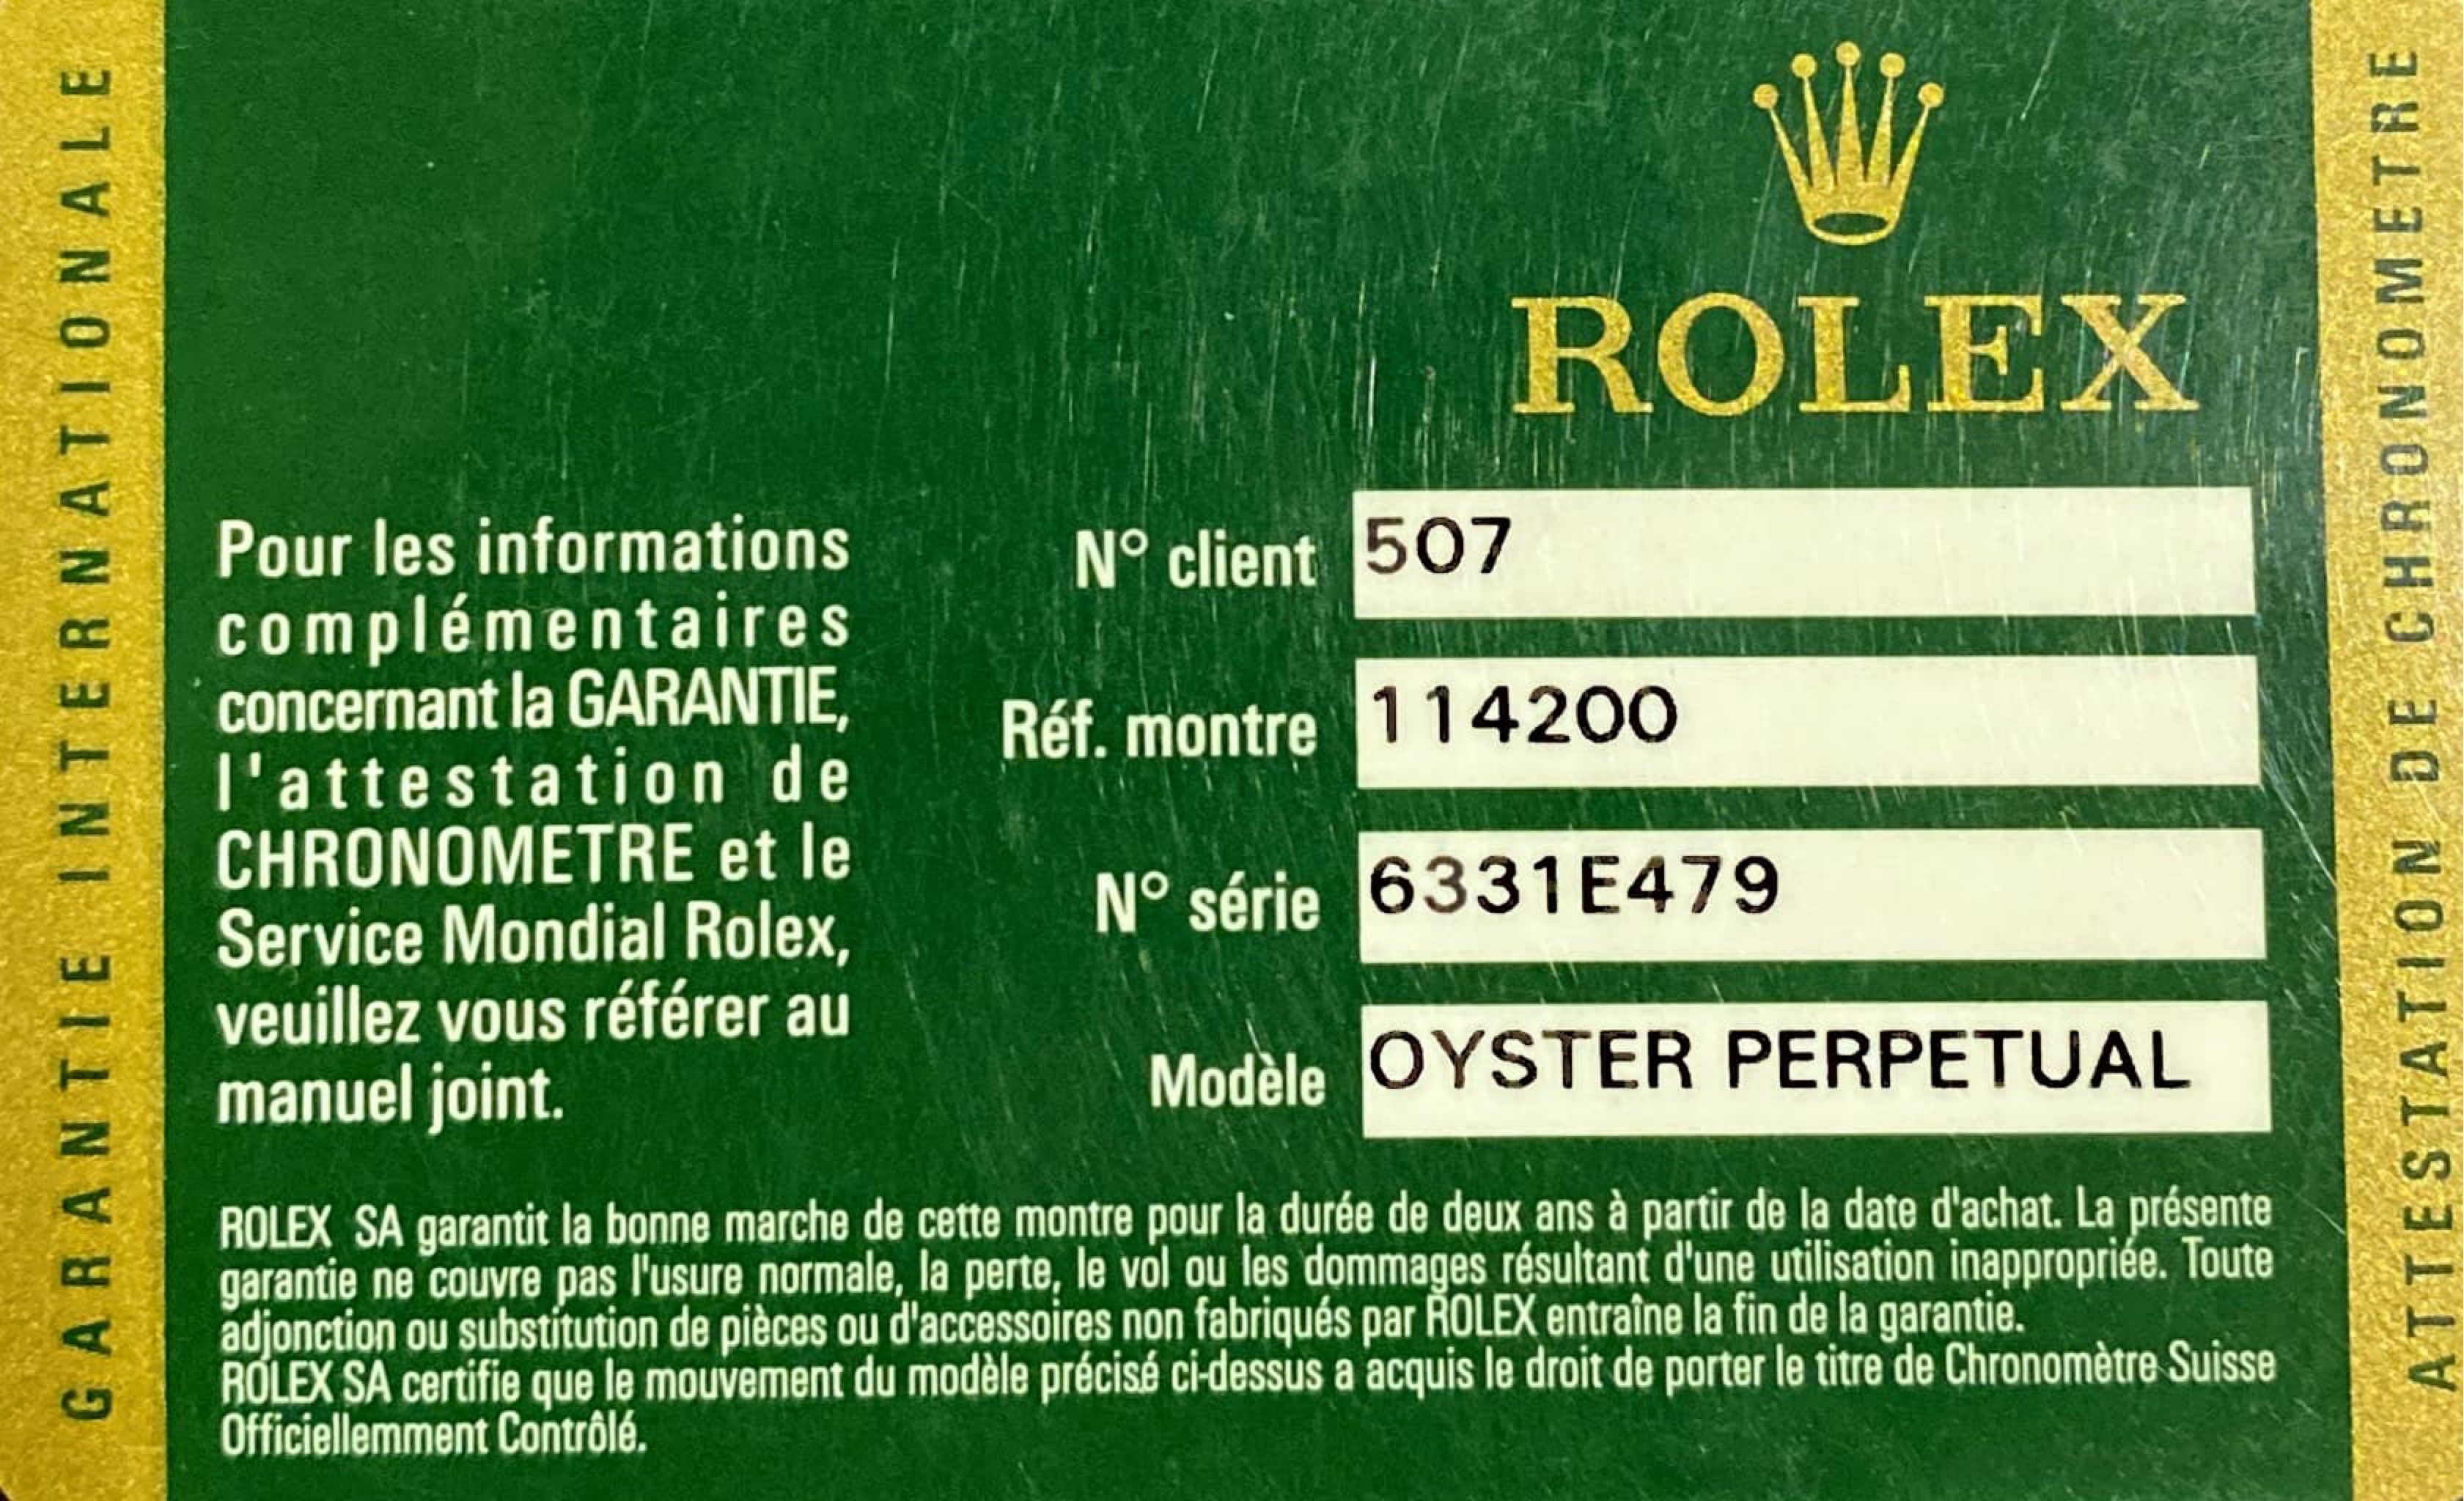 GARANTIE INTERNATIONALE
ROLEX
Pour les informations
complémentaires
concernant la GARANTIE,
l'attestation de
CHRONOMETRE et le
Service Mondial Rolex,
veuillez vous référer au
manuel joint.
N° client 507
Réf. montre 114200
N° série 6331E479
Modèle OYSTER PERPETUAL
ROLEX SA garantit la bonne marche de cette montre pour la durée de deux ans à partir de la date d'achat. La présente
garantie ne couvre pas l'usure normale, la perte, le vol ou les dommages résultant d'une utilisation inappropriée. Toute
adjonction ou substitution de pièces ou d'accessoires non fabriqués par ROLEX entraîne la fin de la garantie.
ROLEX SA certifie que le mouvement du modèle précisé ci-dessus a acquis le droit de porter le titre de Chronomètre Suisse
Officiellemment Contrôlé.
ATTESTATION DE CHRONOMETRE